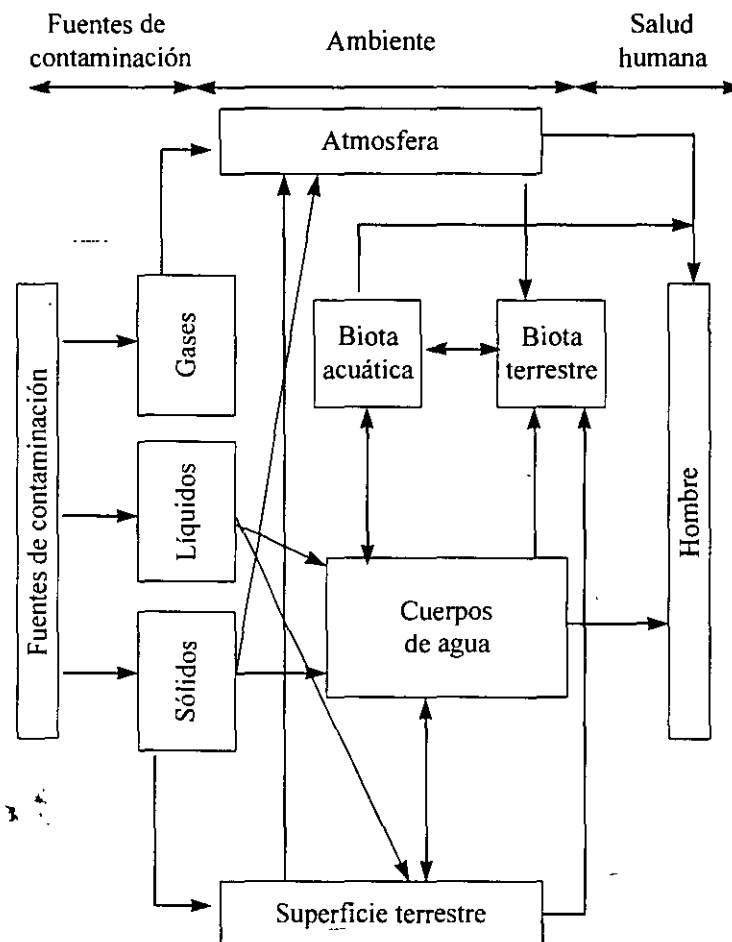 Fuentes de
contaminación
Ambiente
Salud
humana
Atmosfera
Fuentes de contaminación
Gases
Líquidos
Sólidos
Biota
acuática
Biota
terrestre
Cuerpos
de agua
Hombre
Superficie terrestre